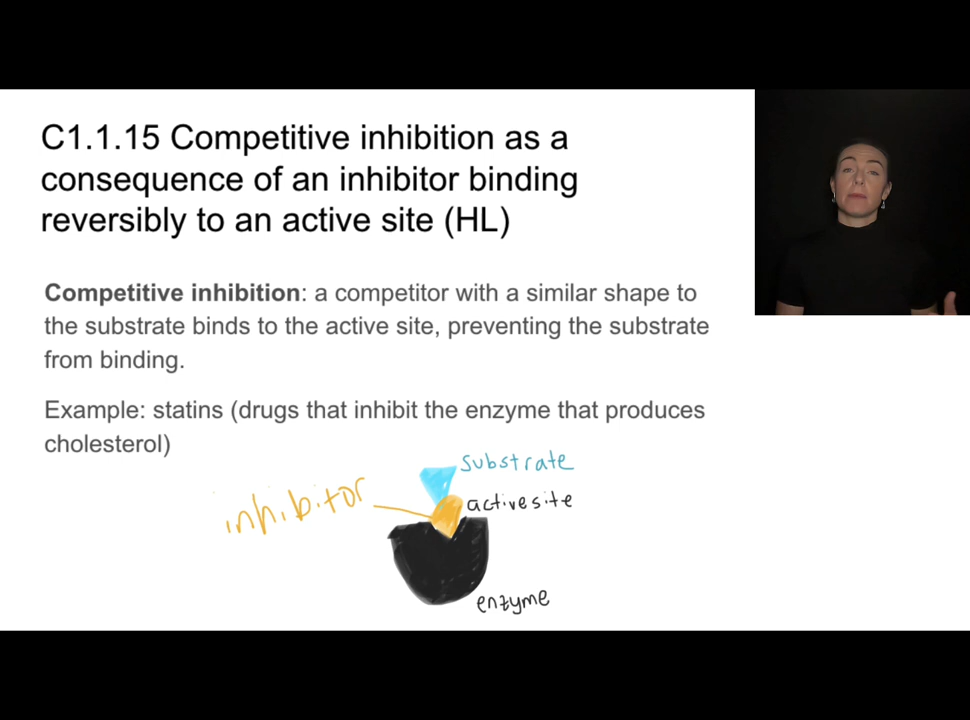 C1.1.15 Competitive inhibition as a
consequence of an inhibitor binding
reversibly to an active site (HL)
Competitive inhibition: a competitor with a similar shape to
the substrate binds to the active site, preventing the substrate
from binding.
Example: statins (drugs that inhibit the enzyme that produces
cholesterol)
substrate
inhibitor
active site
enzyme